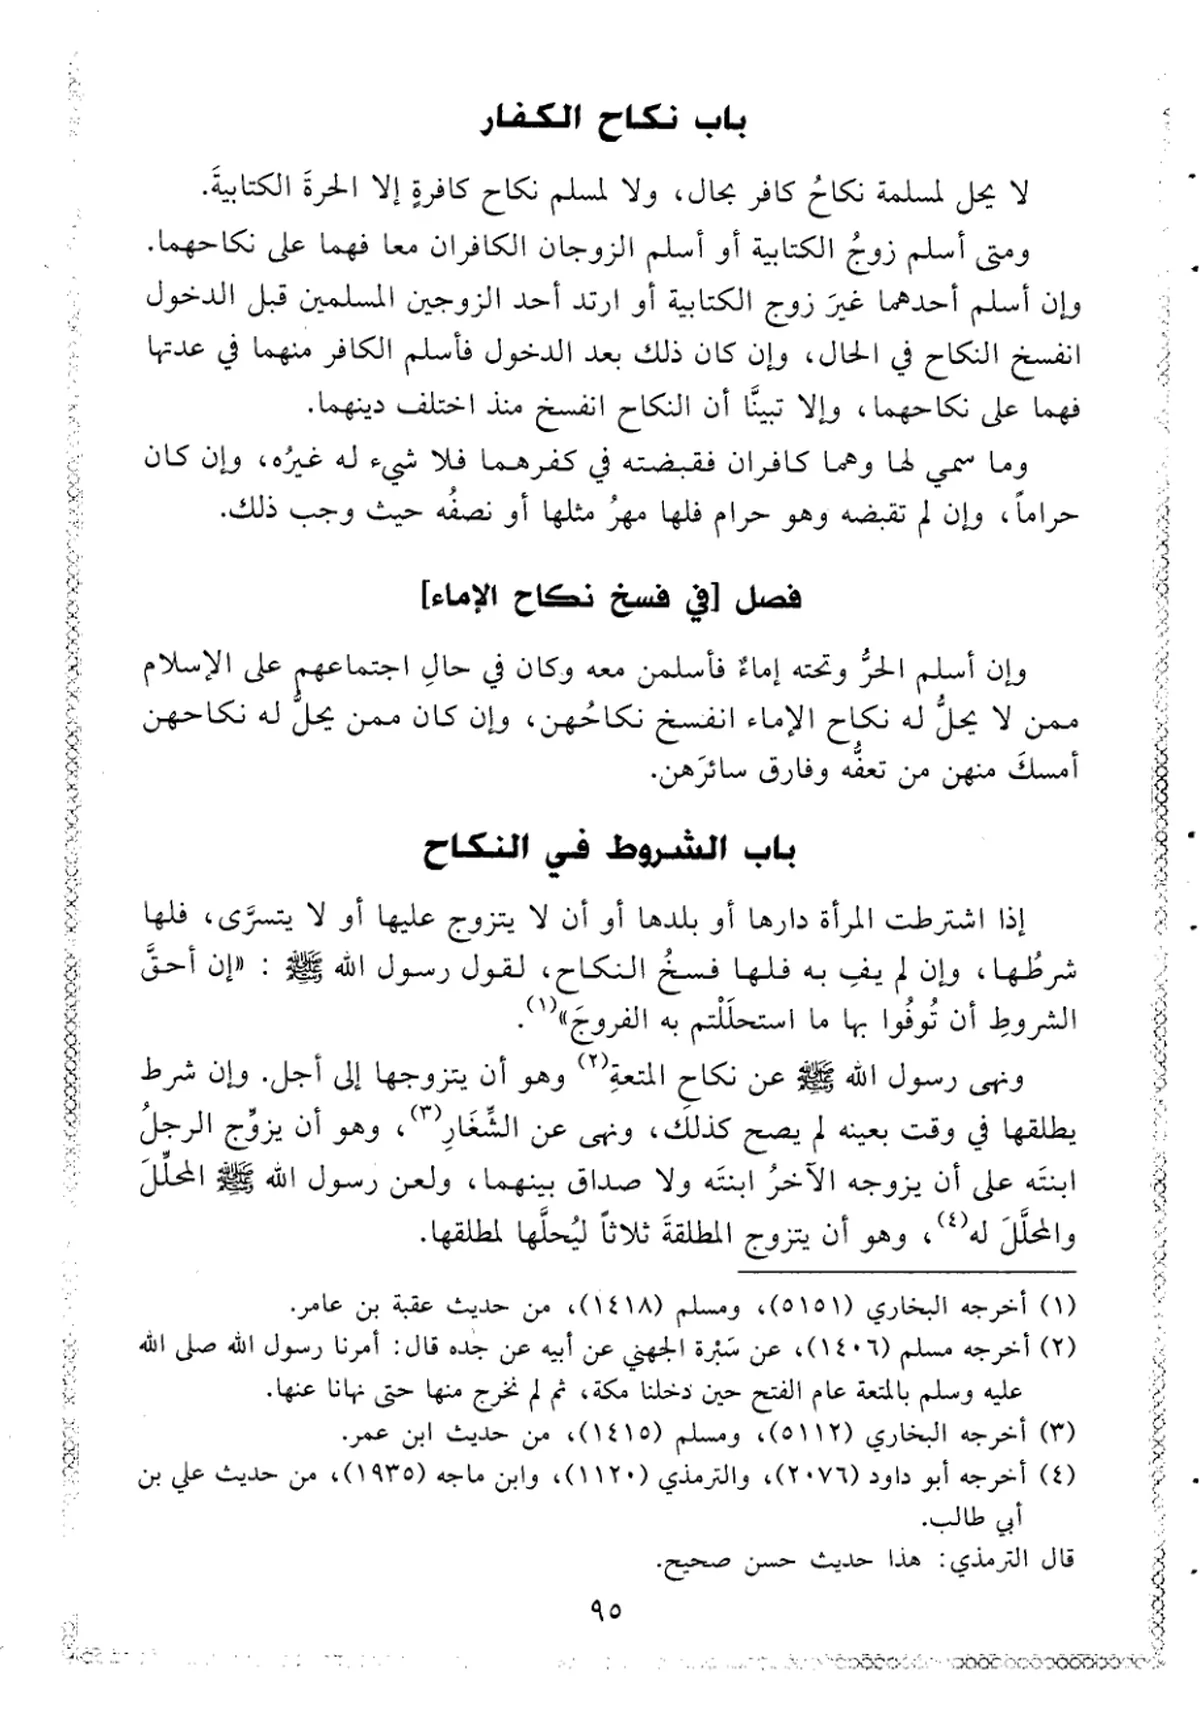 باب نكاح الكفار
لا يحل لمسلمة نكاحُ كافر بحال، ولا لمسلم نكاح كافرةٍ إلا الحرةَ الكتابيةَ.
ومتى أسلم زوجُ الكتابية أو أسلم الزوجان الكافران معا فهما على نكاحهما.
وإن أسلم أحدهما غيرَ زوج الكتابية أو ارتد أحد الزوجين المسلمين قبل الدخول
انفسخ النكاح في الحال، وإن كان ذلك بعد الدخول فأسلم الكافر منهما في عدتها
فهما على نكاحهما، وإلا تبينَّا أن النكاح انفسخ منذ اختلف دينهما.
وما سمي لها وهما كافران فقبضته في كفرهما فلا شيء له غيرُه، وإن كان
حراماً، وإن لم تقبضه وهو حرام فلها مهرُ مثلها أو نصفُه حيث وجب ذلك.
فصل [في فسخ نكاح الإماء]
وإن أسلم الحرُّ وتحته إماءٌ فأسلمن معه وكان في حالِ اجتماعهم على الإسلام
ممن لا يحلُّ له نكاح الإماء انفسخ نكاحُهن، وإن كان ممن يحلُّ له نكاحهن
أمسكَ منهن من تعفُّه وفارق سائرَهن.
باب الشروط في النكاح
إذا اشترطت المرأة دارها أو بلدها أو أن لا يتزوج عليها أو لا يتسرَّى، فلها
شرطُها، وإن لم يفِ به فلها فسخُ النكاح، لقول رسول الله ﷺ : «إن أحقَّ
الشروطِ أن تُوفُوا بها ما استحلَلْتم به الفروجَ»(١).
ونهى رسول الله ﷺ عن نكاحِ المتعةِ(٢) وهو أن يتزوجها إلى أجل. وإن شرط
يطلقها في وقت بعينه لم يصح كذلك، ونهى عن الشِّغَارِ(٣)، وهو أن يزوِّج الرجلُ
ابنتَه على أن يزوجه الآخرُ ابنتَه ولا صداق بينهما، ولعن رسول الله ﷺ المحلِّلَ
والمحلَّلَ له(٤)، وهو أن يتزوج المطلقةَ ثلاثاً ليُحلَّها لمطلقها.
(١) أخرجه البخاري (٥١٥١)، ومسلم (١٤١٨)، من حديث عقبة بن عامر.
(٢) أخرجه مسلم (١٤٠٦)، عن سَبْرة الجهني عن أبيه عن جده قال: أمرنا رسول الله صلى الله
عليه وسلم بالمتعة عام الفتح حين دخلنا مكة، ثم لم نخرج منها حتى نهانا عنها.
(٣) أخرجه البخاري (٥١١٢)، ومسلم (١٤١٥)، من حديث ابن عمر.
(٤) أخرجه أبو داود (٢٠٧٦)، والترمذي (١١٢٠)، وابن ماجه (١٩٣٥)، من حديث علي بن
أبي طالب.
قال الترمذي: هذا حديث حسن صحيح.
٩٥